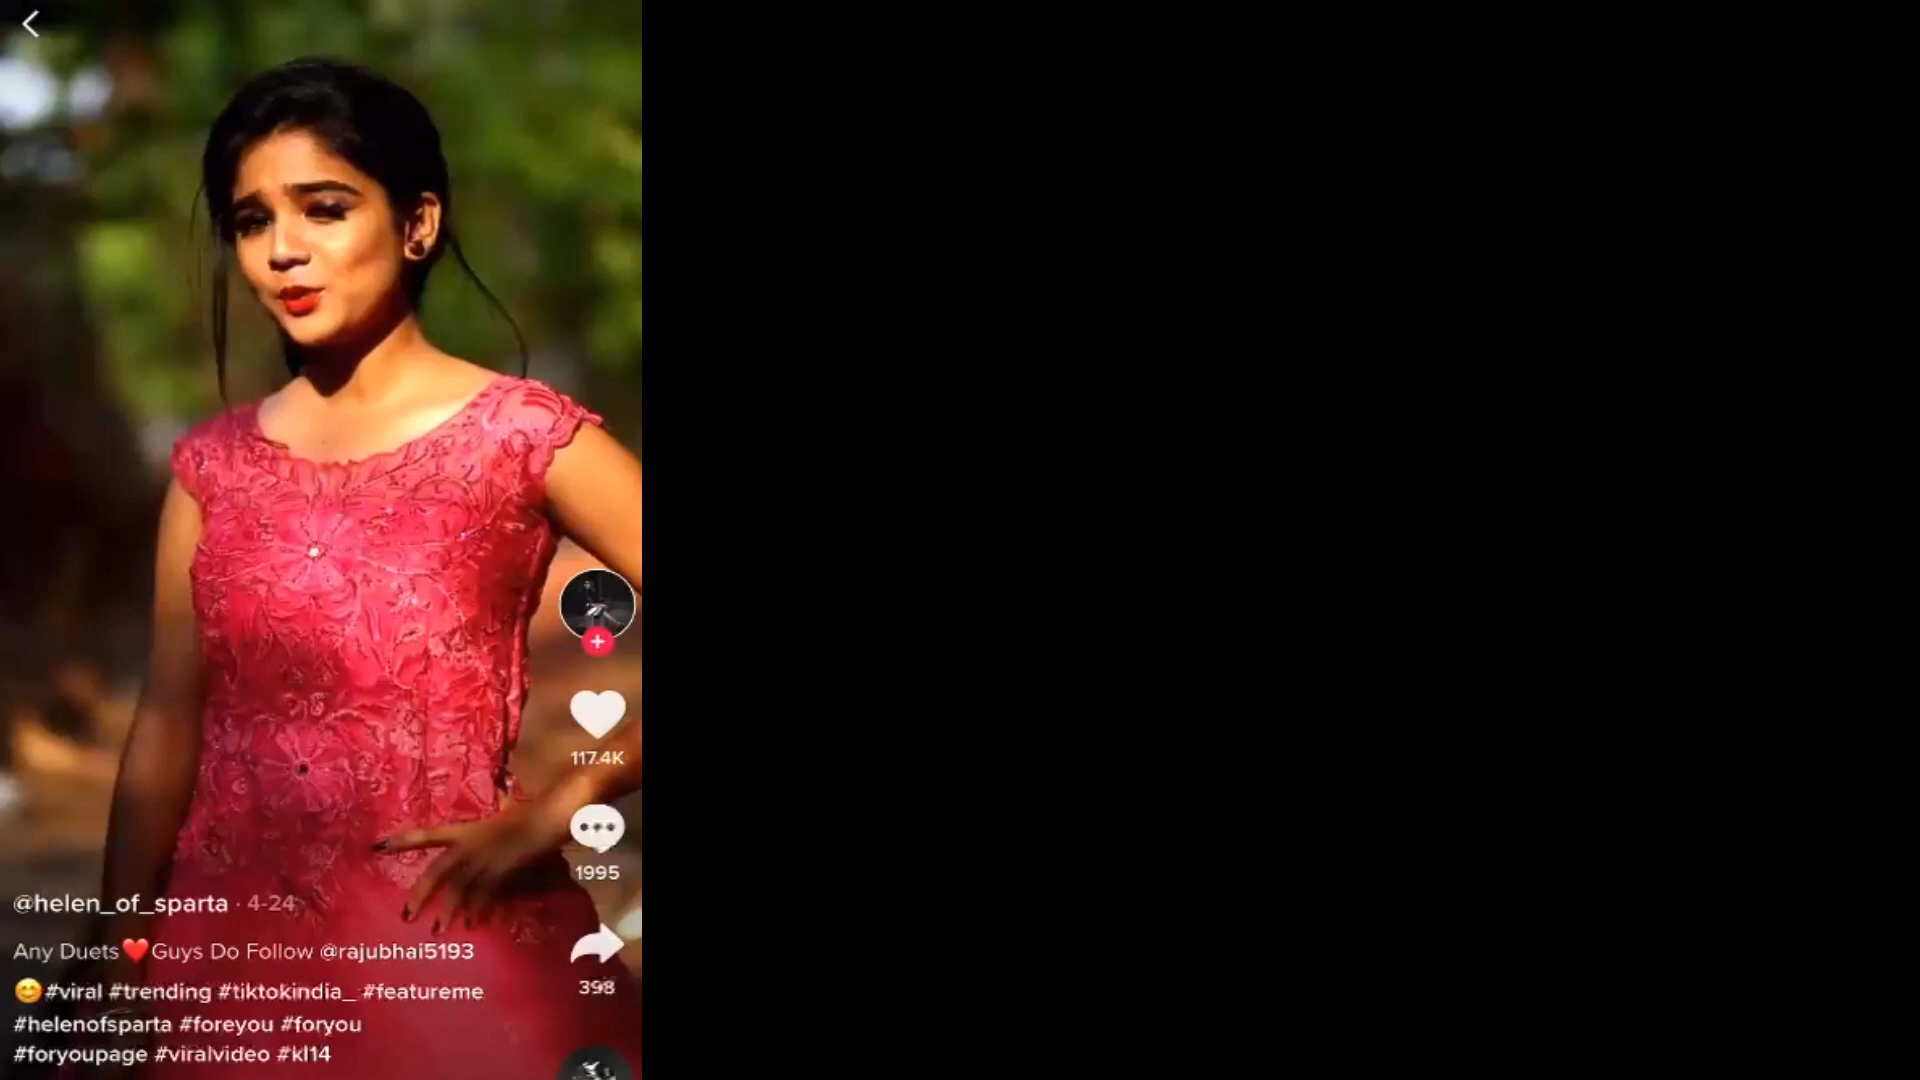 117.4K
1995
@helen_of_sparta · 4-24
Any Duets❤️Guys Do Follow @rajubhai5193
398
😊#viral #trending #tiktokindia_ #featureme
#helenofsparta #foreyou #foryou
#foryoupage #viralvideo #kl14